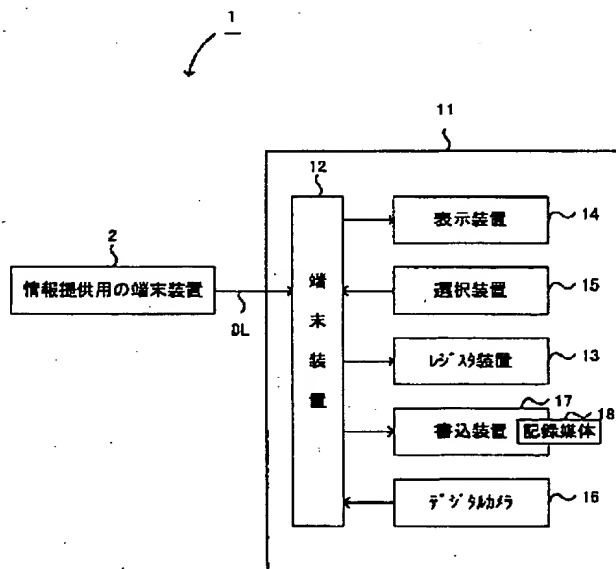 1
11
12
表示装置
14
2
情報提供用の端末装置
DL
端末装置
選択装置
15
レジスタ装置
13
17
18
書込装置
記録媒体
デジタルカメラ
16